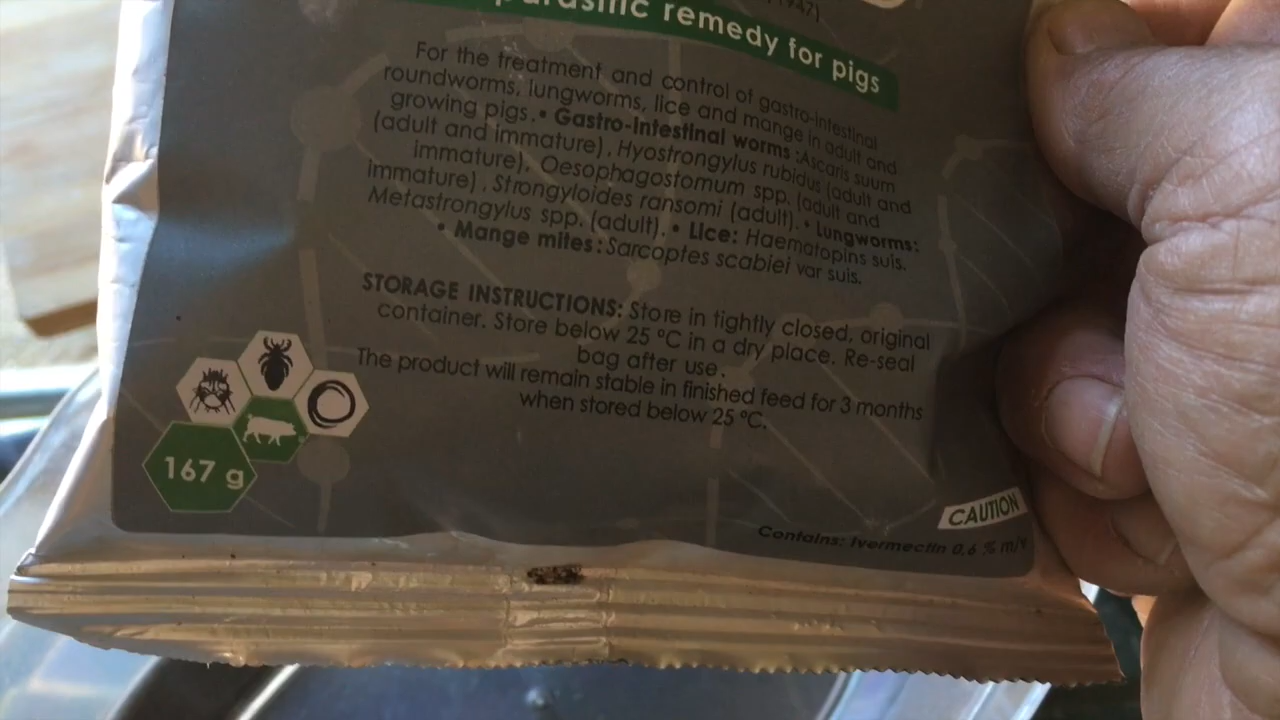 1947)
parasitic remedy for pigs
For the treatment and control of gastro-intestinal
roundworms, lungworms, lice and mange in adult and
growing pigs. • Gastro-intestinal worms :Ascaris suum
(adult and immature), Hyostrongylus rubidus (adult and
immature), Oesophagostomum spp. (adult and
immature) , Strongyloides ransomi (adult). • Lungworms:
Metastrongylus spp. (adult). • Lice: Haematopins suis.
• Mange mites: Sarcoptes scabiei var suis.
STORAGE INSTRUCTIONS: Store in tightly closed, original
container. Store below 25 °C in a dry place. Re-seal
bag after use.
The product will remain stable in finished feed for 3 months
when stored below 25 °C.
167 g
CAUTION
Contains: Ivermectin 0,6 % m/